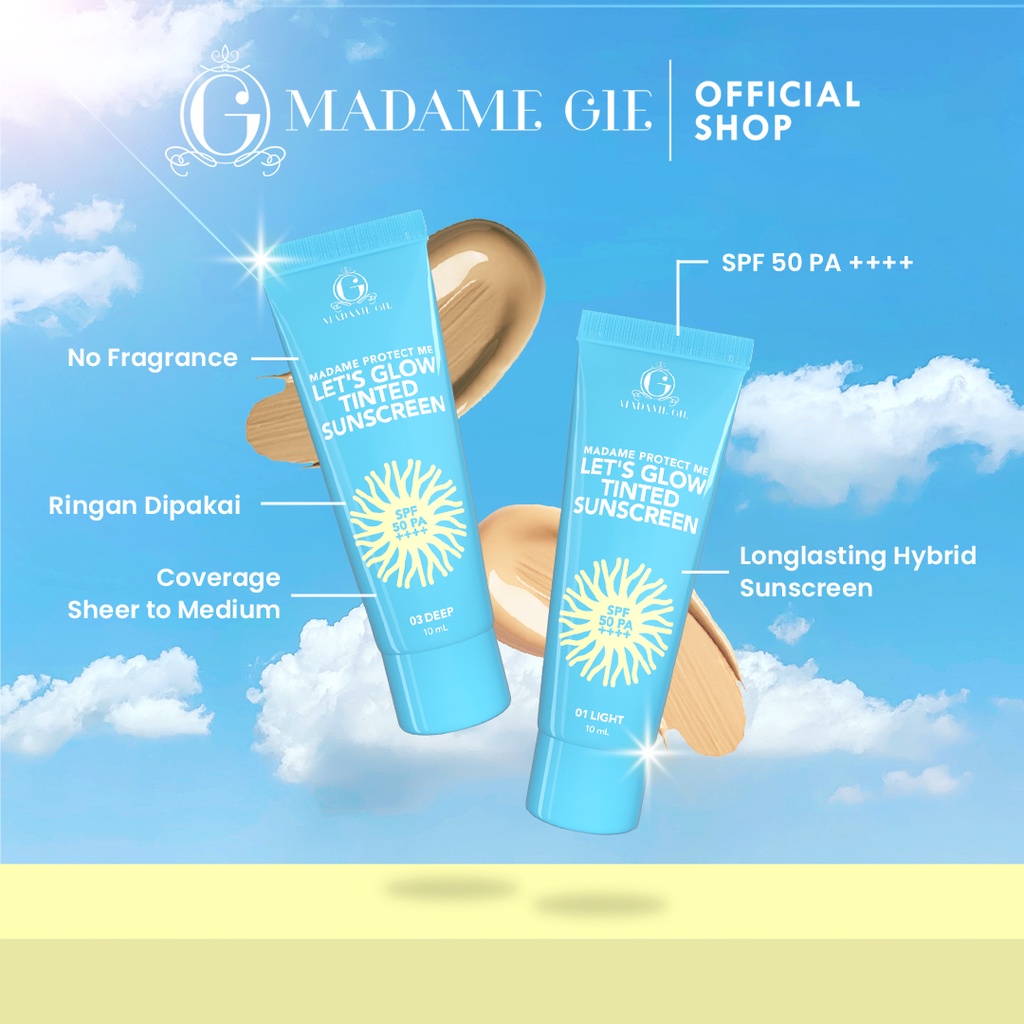 G MADAME GIE
OFFICIAL
SHOP
SPF 50 PA ++++
No Fragrance
Ringan Dipakai
Coverage
Sheer to Medium
Longlasting Hybrid
Sunscreen
G
MADAME GIE
MADAME PROTECT ME
LET'S GLOW
TINTED
SUNSCREEN
SPF
50 PA
++++
03 DEEP
10 mL
G
MADAME GIE
MADAME PROTECT ME
LET'S GLOW
TINTED
SUNSCREEN
SPF
50 PA
++++
01 LIGHT
10 mL